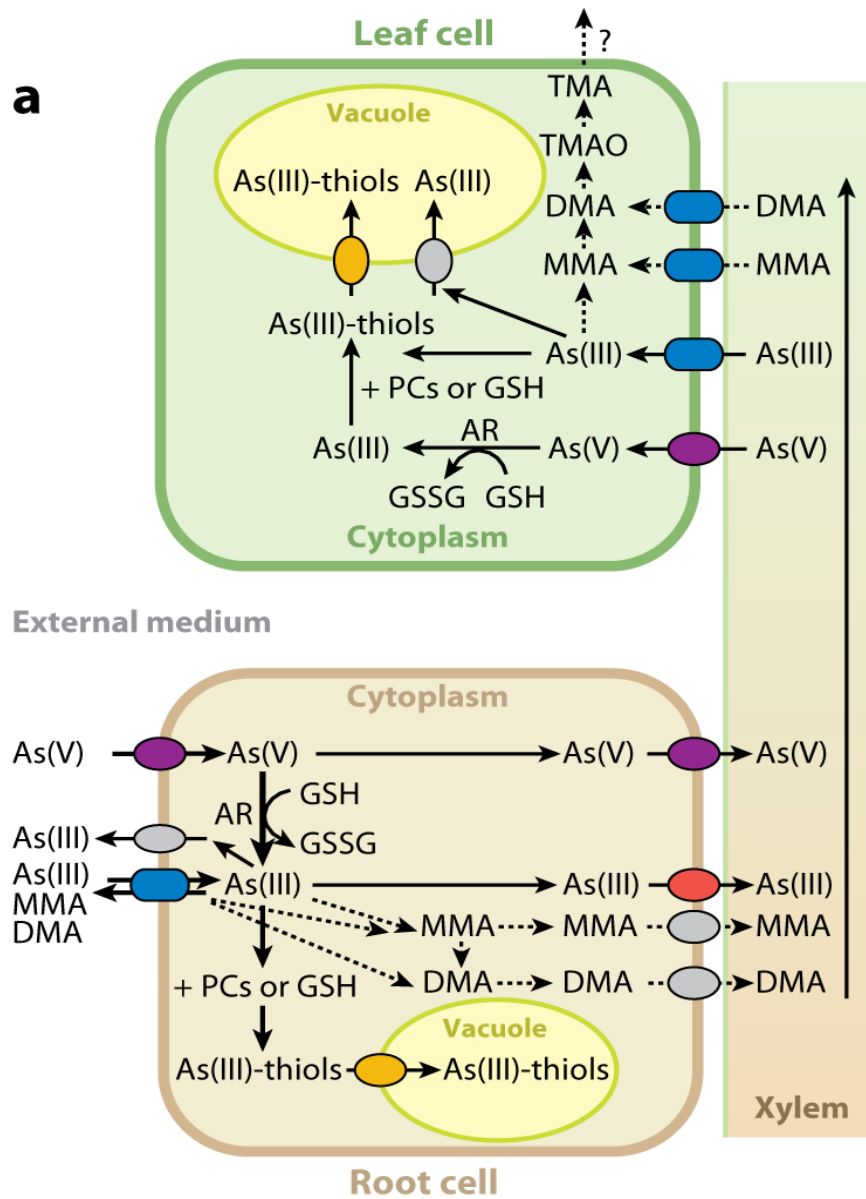 a
Leaf cell
?
TMA
Vacuole
TMAO
As(III)-thiols As(III)
DMA DMA
MMA MMA
As(III)-thiols
As(III) As(III)
+ PCs or GSH
AR
As(III) As(V) As(V)
GSSG GSH
Cytoplasm
External medium
Cytoplasm
As(V) As(V) As(V) As(V)
GSH
AR
As(III) GSSG
As(III) As(III) As(III) As(III)
MMA MMA MMA MMA
DMA
+ PCs or GSH DMA DMA DMA
Vacuole
As(III)-thiols As(III)-thiols
Xylem
Root cell